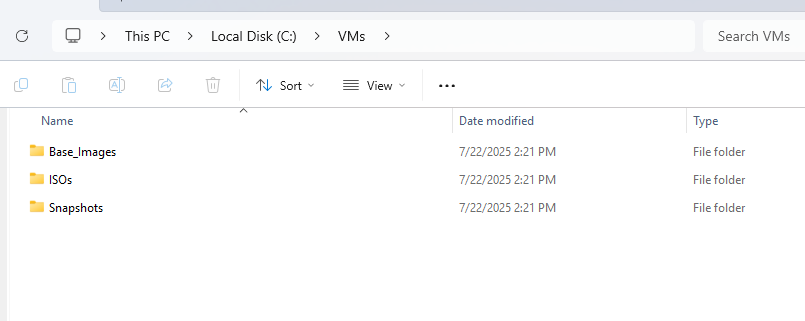 This PC > Local Disk (C:) > VMs >
Search VMs
Sort
View
Name Date modified Type
Base_Images 7/22/2025 2:21 PM File folder
ISOs 7/22/2025 2:21 PM File folder
Snapshots 7/22/2025 2:21 PM File folder